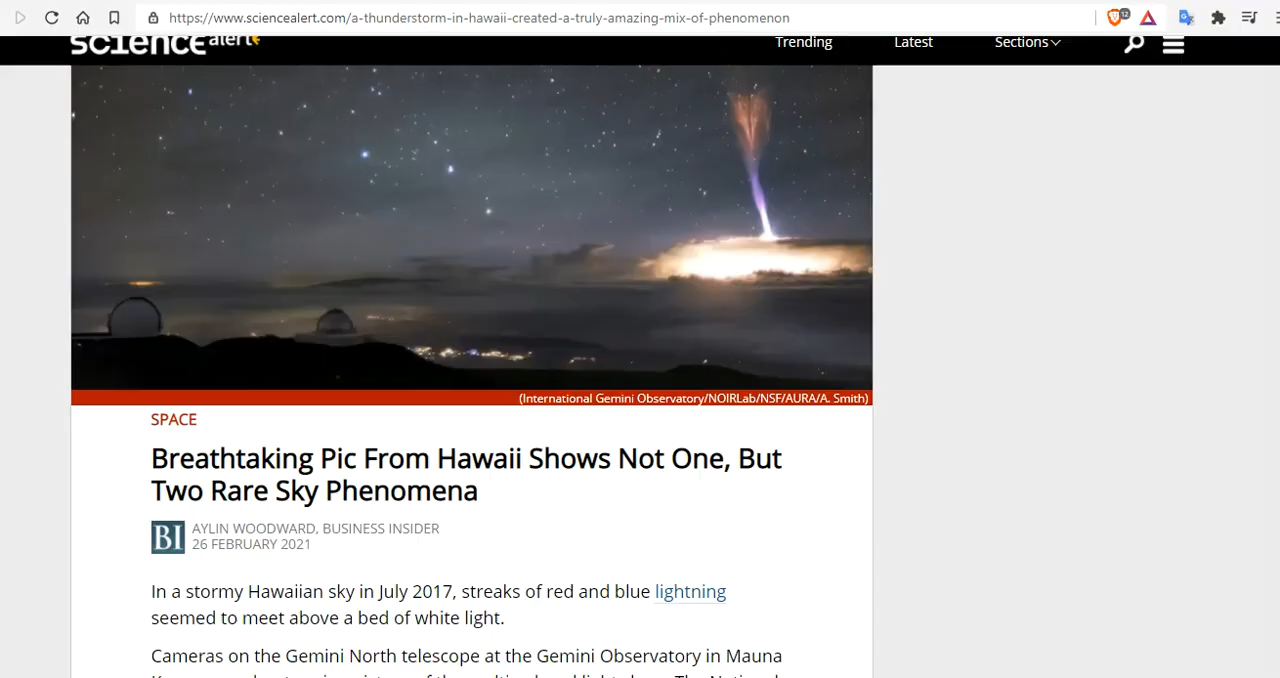 https://www.sciencealert.com/a-thunderstorm-in-hawaii-created-a-truly-amazing-mix-of-phenomenon
12
science alert
Trending
Latest
Sections
(International Gemini Observatory/NOIRLab/NSF/AURA/A. Smith)
SPACE
Breathtaking Pic From Hawaii Shows Not One, But
Two Rare Sky Phenomena
BI
AYLIN WOODWARD, BUSINESS INSIDER
26 FEBRUARY 2021
In a stormy Hawaiian sky in July 2017, streaks of red and blue lightning
seemed to meet above a bed of white light.
Cameras on the Gemini North telescope at the Gemini Observatory in Mauna